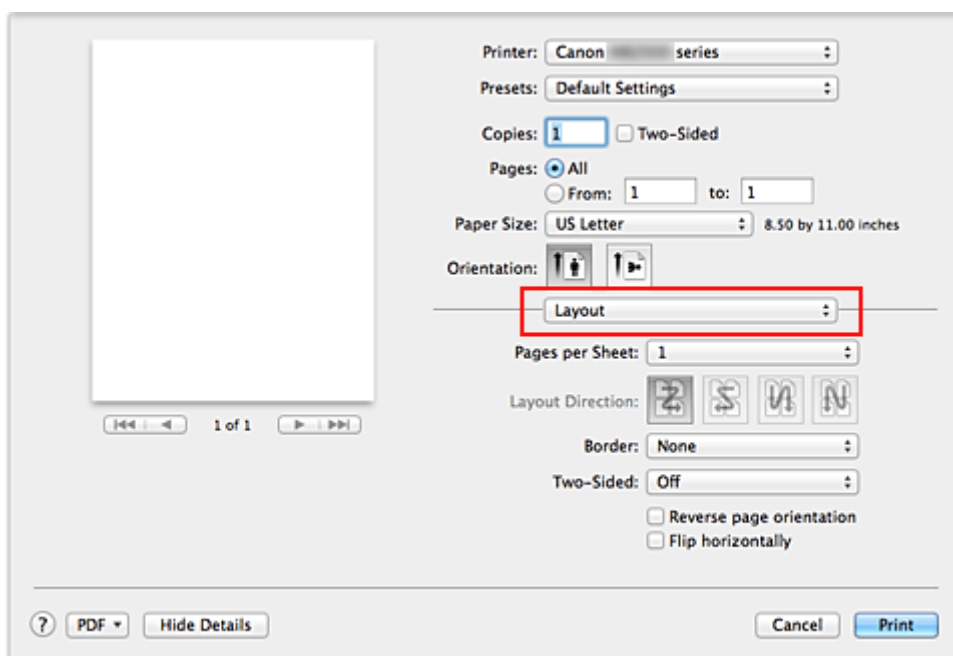 Printer: Canon series
Presets: Default Settings
Copies: 1 Two-Sided
Pages: All
From: 1 to: 1
Paper Size: US Letter 8.50 by 11.00 inches
Orientation:
Layout
Pages per Sheet: 1
Layout Direction:
1 of 1
Border: None
Two-Sided: Off
Reverse page orientation
Flip horizontally
? PDF Hide Details Cancel Print